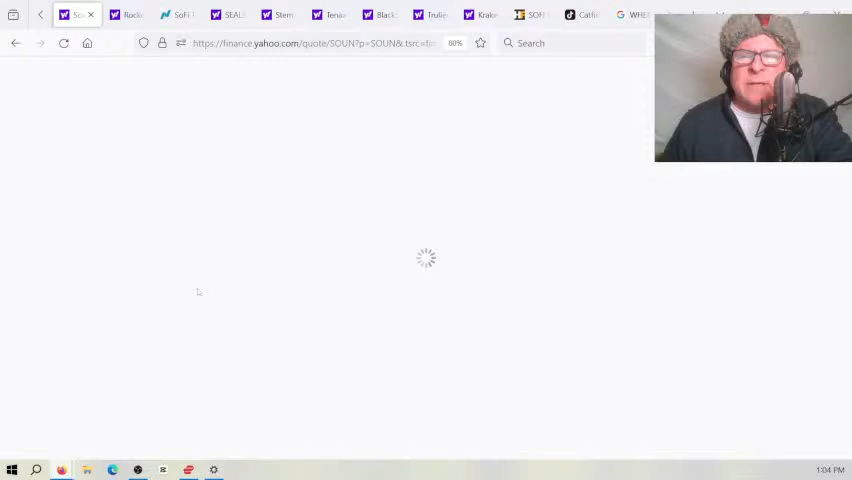 Rocke
SoFi T
SEALS
Stem
Tenax
Black
Trulie
Krake
SOFI
Catfi
https://finance.yahoo.com/quote/SOUN?p=SOUN&.tsrc=fin
80%
Search
1:04 PM